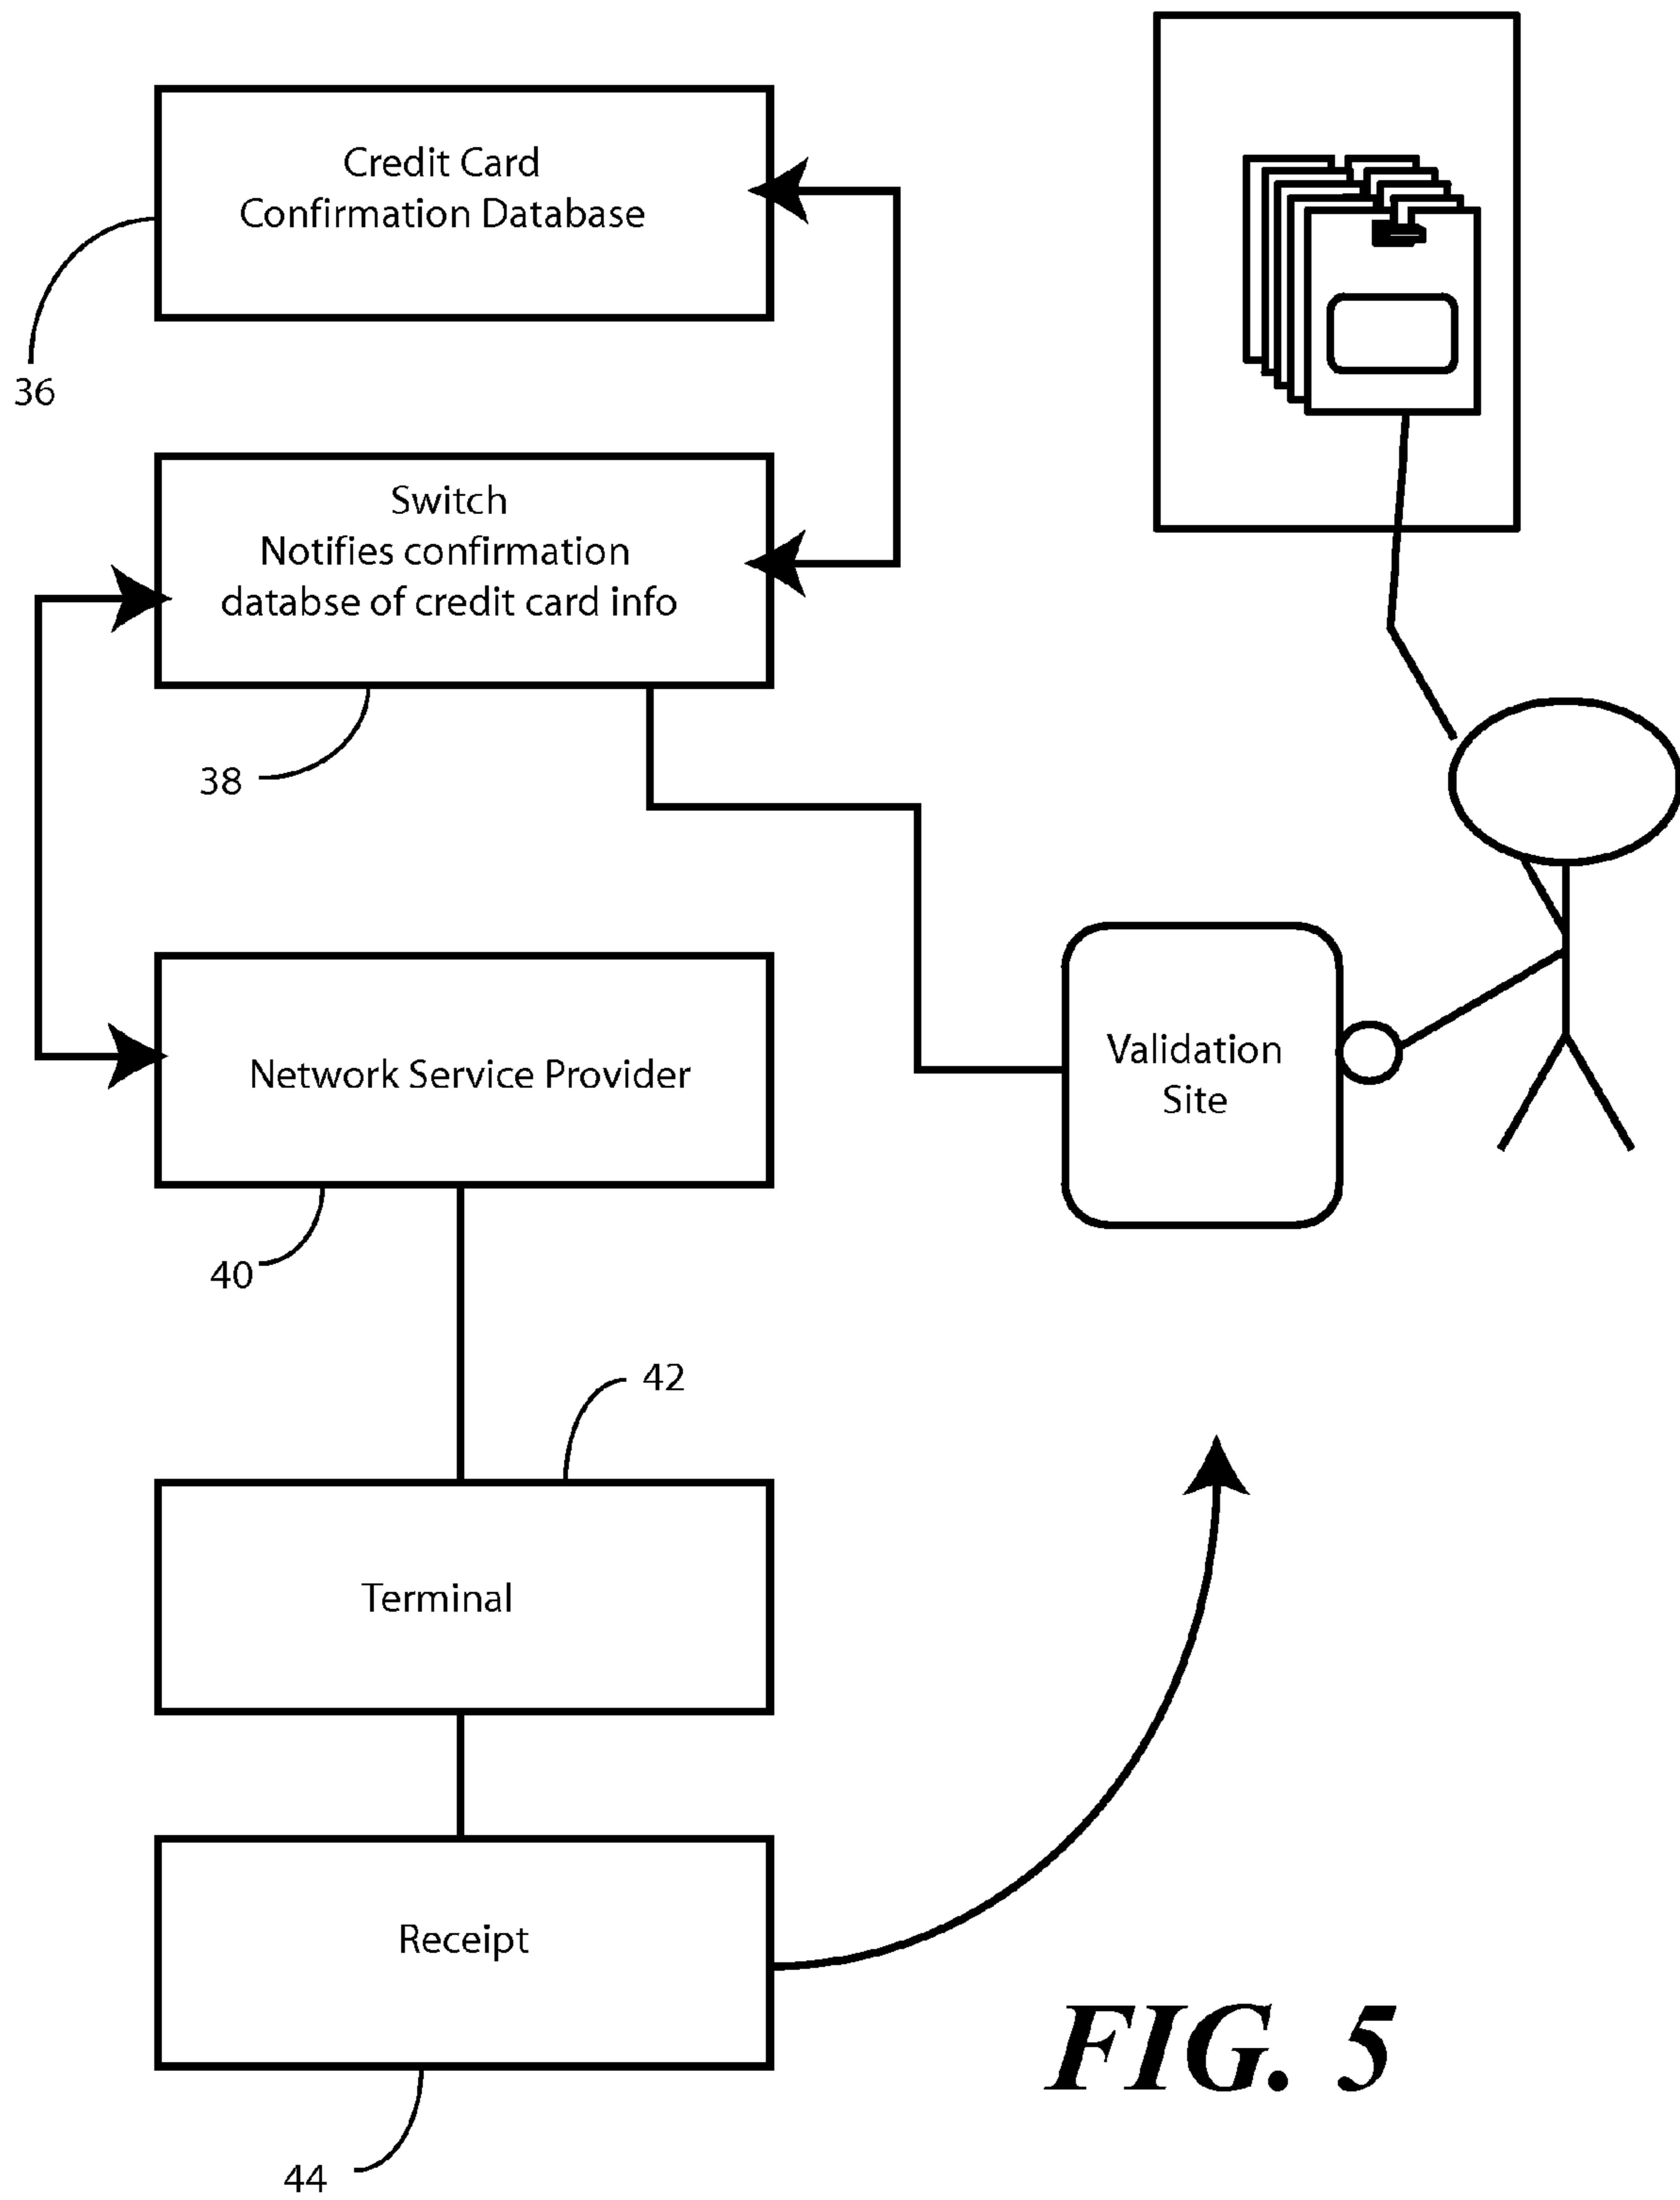 Credit Card
Confirmation Database
36
Switch
Notifies confirmation
databse of credit card info
38
Network Service Provider
40
Validation
Site
42
Terminal
Receipt
44
FIG. 5